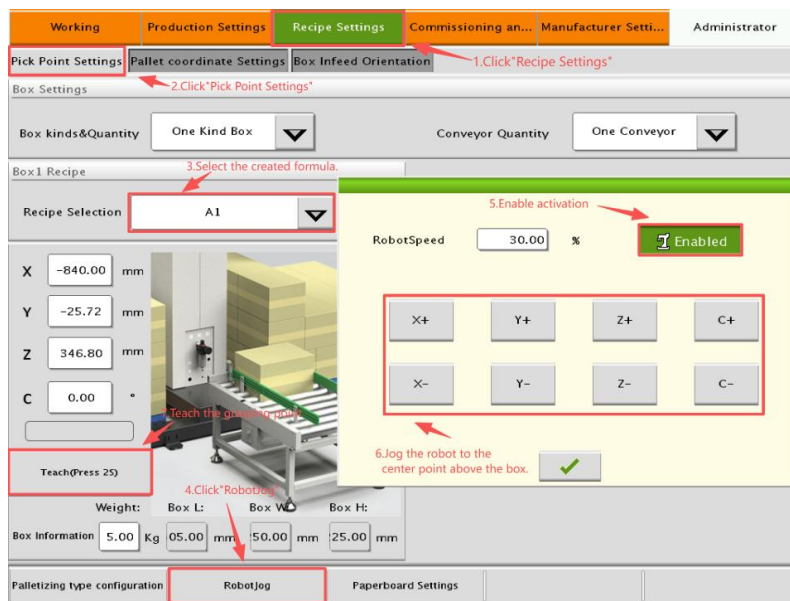 Working Production Settings Recipe Settings Commissioning an... Manufacturer Setti... Administrator
Pick Point Settings Pallet coordinate Settings Box Infeed Orientation 1.Click"Recipe Settings"
2.Click"Pick Point Settings"
Box Settings
Box kinds&Quantity One Kind Box Conveyor Quantity One Conveyor
Box1 Recipe 3.Select the created formula.
Recipe Selection A1
5.Enable activation
RobotSpeed 30.00 % Enabled
X -840.00 mm
Y -25.72 mm
Z 346.80 mm
C 0.00 °
X+ Y+ Z+ C+
X- Y- Z- C-
7.Teach the grasping point
6.Jog the robot to the
center point above the box.
Teach(Press 2S)
4.Click"RobotJog"
Weight: Box L: Box W: Box H:
Box Information 5.00 Kg 05.00 mm 50.00 mm 25.00 mm
Palletizing type configuration RobotJog Paperboard Settings